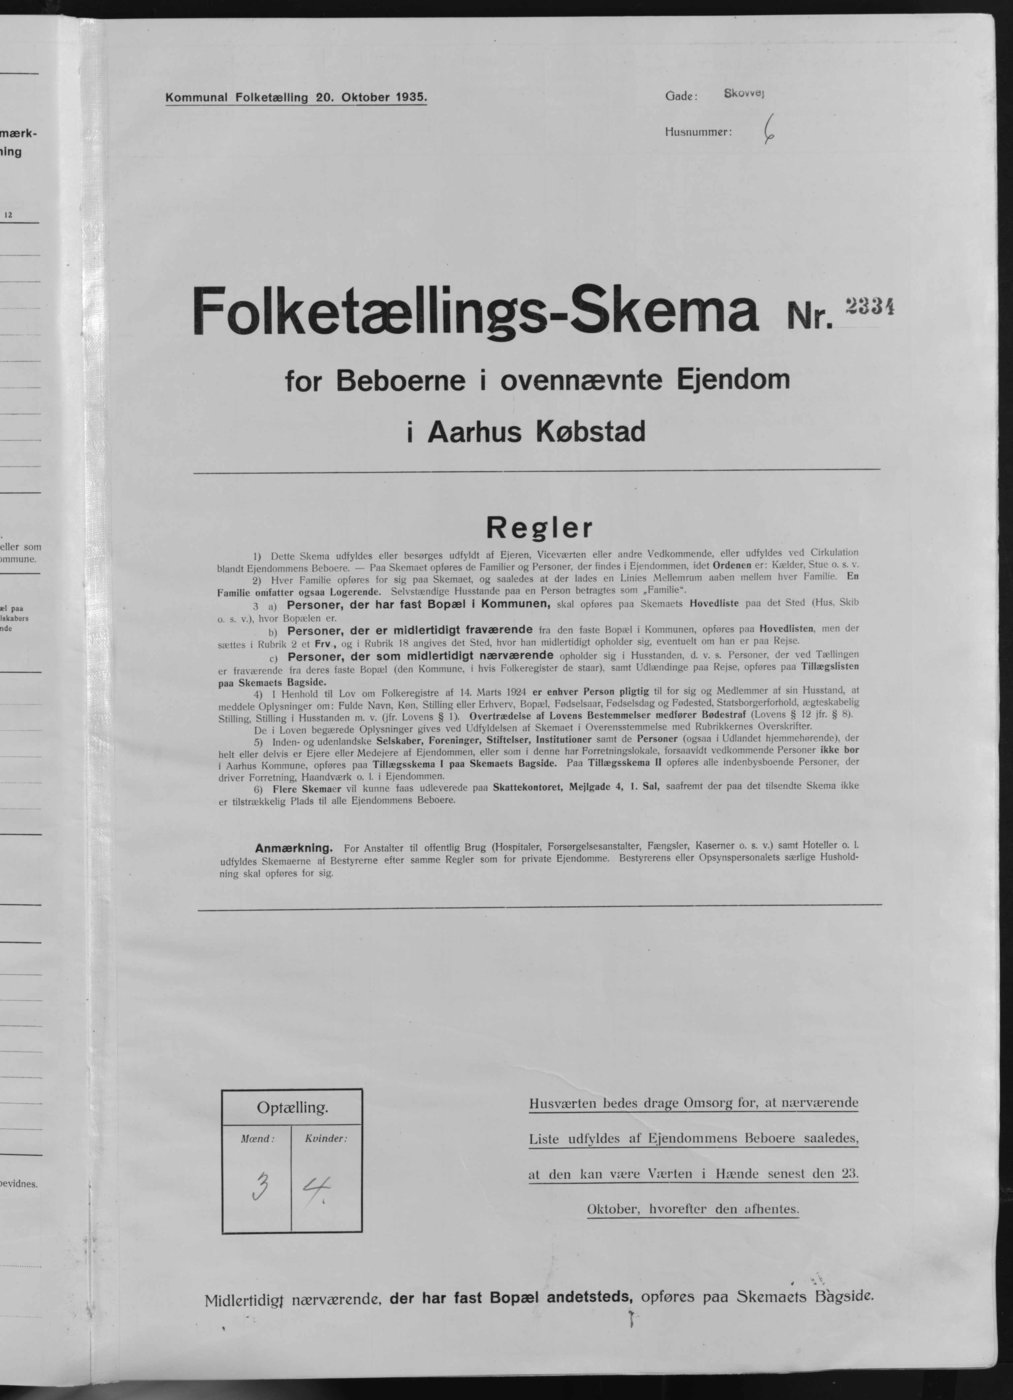 Kommunal Folketælling 20. Oktober 1935.
Gade: Skovvej
Husnummer: 6
mærk-
ning
12
Folketællings-Skema Nr. 2334
for Beboerne i ovennævnte Ejendom
i Aarhus Købstad
Regler
1) Dette Skema udfyldes eller besørges udfyldt af Ejeren, Viceværten eller andre Vedkommende, eller udfyldes ved Cirkulation
blandt Ejendommens Beboere. — Paa Skemaet opføres de Familier og Personer, der findes i Ejendommen, idet Ordenen er: Kælder, Stue o. s. v.
2) Hver Familie opføres for sig paa Skemaet, og saaledes at der lades en Linies Mellemrum aaben mellem hver Familie. En
Familie omfatter ogsaa Logerende. Selvstændige Husstande paa en Person betragtes som „Familie“.
3 a) Personer, der har fast Bopæl i Kommunen, skal opføres paa Skemaets Hovedliste paa det Sted (Hus, Skib
o. s. v.), hvor Bopælen er.
b) Personer, der er midlertidigt fraværende fra den faste Bopæl i Kommunen, opføres paa Hovedlisten, men der
sættes i Rubrik 2 et Frv., og i Rubrik 18 angives det Sted, hvor han midlertidigt opholder sig, eventuelt om han er paa Rejse.
c) Personer, der som midlertidigt nærværende opholder sig i Husstanden, d. v. s. Personer, der ved Tællingen
er fraværende fra deres faste Bopæl (den Kommune, i hvis Folkeregister de staar), samt Udlændinge paa Rejse, opføres paa Tillægslisten
paa Skemaets Bagside.
4) I Henhold til Lov om Folkeregistre af 14. Marts 1924 er enhver Person pligtig til for sig og Medlemmer af sin Husstand, at
meddele Oplysninger om: Fulde Navn, Køn, Stilling eller Erhverv, Bopæl, Fødselsaar, Fødselsdag og Fødested, Statsborgerforhold, ægteskabelig
Stilling, Stilling i Husstanden m. v. (jfr. Lovens § 1). Overtrædelse af Lovens Bestemmelser medfører Bødestraf (Lovens § 12 jfr. § 8).
De i Loven begærede Oplysninger gives ved Udfyldelsen af Skemaet i Overensstemmelse med Rubrikkernes Overskrifter.
5) Inden- og udenlandske Selskaber, Foreninger, Stiftelser, Institutioner samt de Personer (ogsaa i Udlandet hjemmehørende), der
helt eller delvis er Ejere eller Medejere af Ejendommen, eller som i denne har Forretningslokale, forsaavidt vedkommende Personer ikke bor
i Aarhus Kommune, opføres paa Tillægsskema I paa Skemaets Bagside. Paa Tillægsskema II opføres alle indenbysboende Personer, der
driver Forretning, Haandværk o. l. i Ejendommen.
6) Flere Skemaer vil kunne faas udleverede paa Skattekontoret, Mejlgade 4, 1. Sal, saafremt der paa det tilsendte Skema ikke
er tilstrækkelig Plads til alle Ejendommens Beboere.
Anmærkning. For Anstalter til offentlig Brug (Hospitaler, Forsørgelsesanstalter, Fængsler, Kaserner o. s. v.) samt Hoteller o. l.
udfyldes Skemaerne af Bestyrerne efter samme Regler som for private Ejendomme. Bestyrerens eller Opsynspersonalets særlige Hushold-
ning skal opføres for sig.
eller som
ommune.
el paa
lskabers
nde
bevidnes.
Optælling.
Mænd: Kvinder:
3 4.
Husværten bedes drage Omsorg for, at nærværende
Liste udfyldes af Ejendommens Beboere saaledes,
at den kan være Værten i Hænde senest den 23.
Oktober, hvorefter den afhentes.
Midlertidigt nærværende, der har fast Bopæl andetsteds, opføres paa Skemaets Bagside.